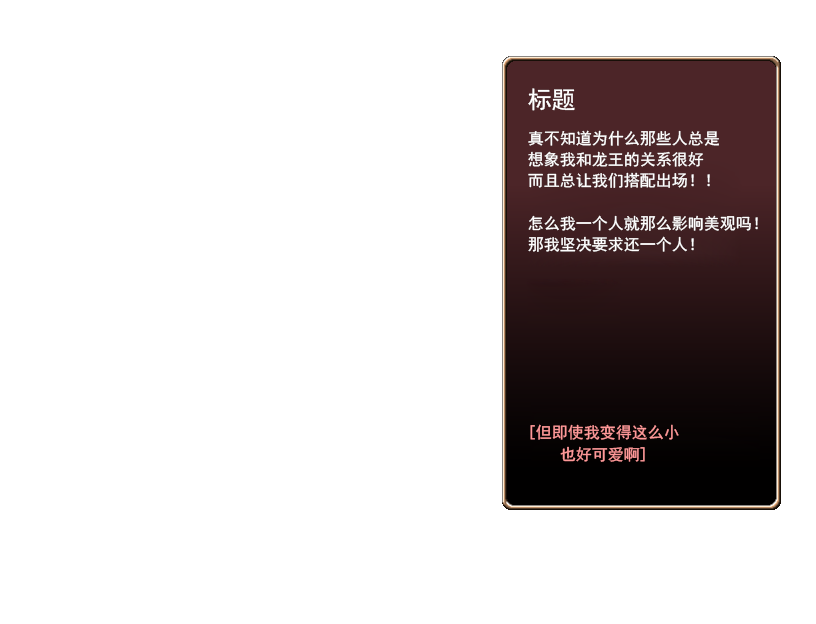 标题
真不知道为什么那些人总是
想象我和龙王的关系很好
而且总让我们搭配出场！！
怎么我一个人就那么影响美观吗！
那我坚决要求还一个人！
[但即使我变得这么小
也好可爱啊]